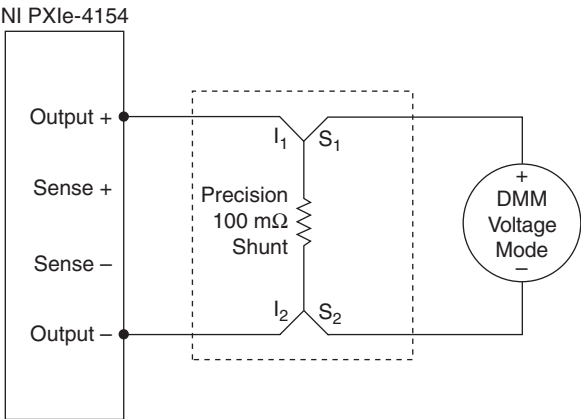 NI PXIe-4154
Output +
Sense +
Sense –
Output –
I1
S1
Precision
100 mΩ
Shunt
I2
S2
+
DMM
Voltage
Mode
–